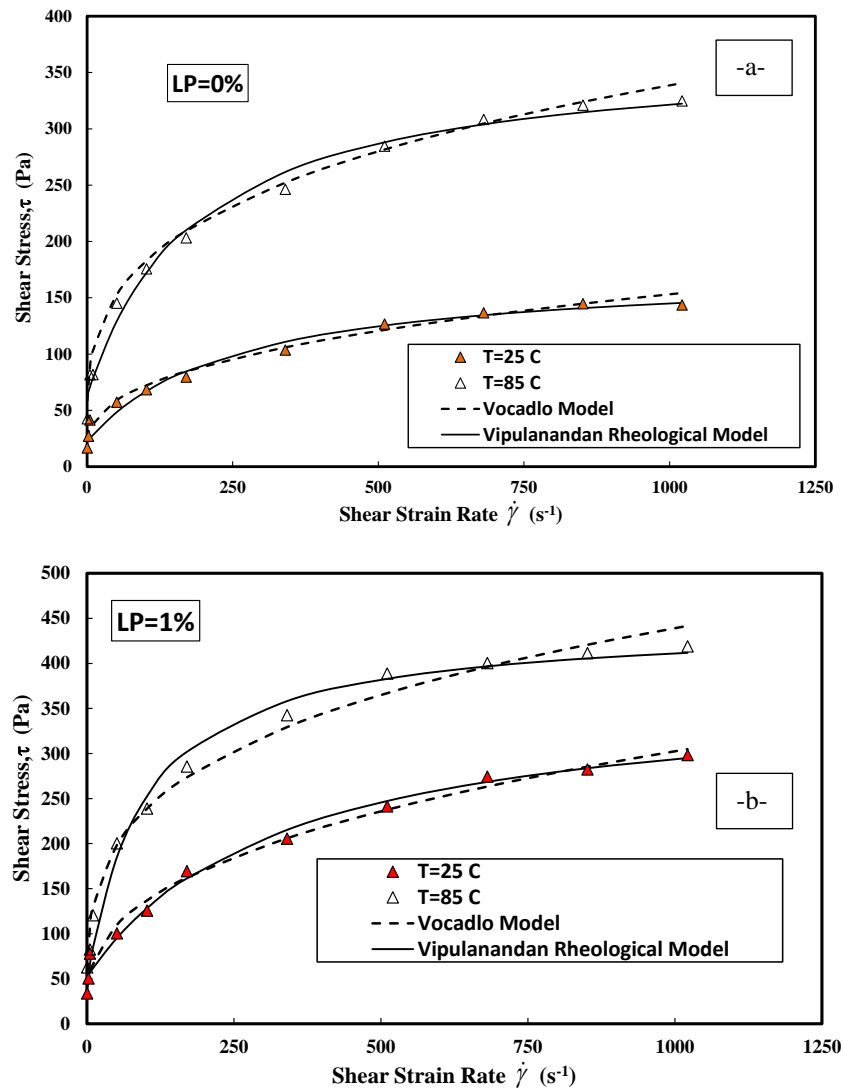 400
350
300
250
200
150
100
50
0
Shear Stress,τ (Pa)
LP=0%
-a-
T=25 C
T=85 C
Vocadlo Model
Vipulanandan Rheological Model
0 250 500 750 1000 1250
Shear Strain Rate γ̇ (s-1)
500
450
400
350
300
250
200
150
100
50
0
Shear Stress,τ (Pa)
LP=1%
-b-
T=25 C
T=85 C
Vocadlo Model
Vipulanandan Rheological Model
0 250 500 750 1000 1250
Shear Strain Rate γ̇ (s-1)